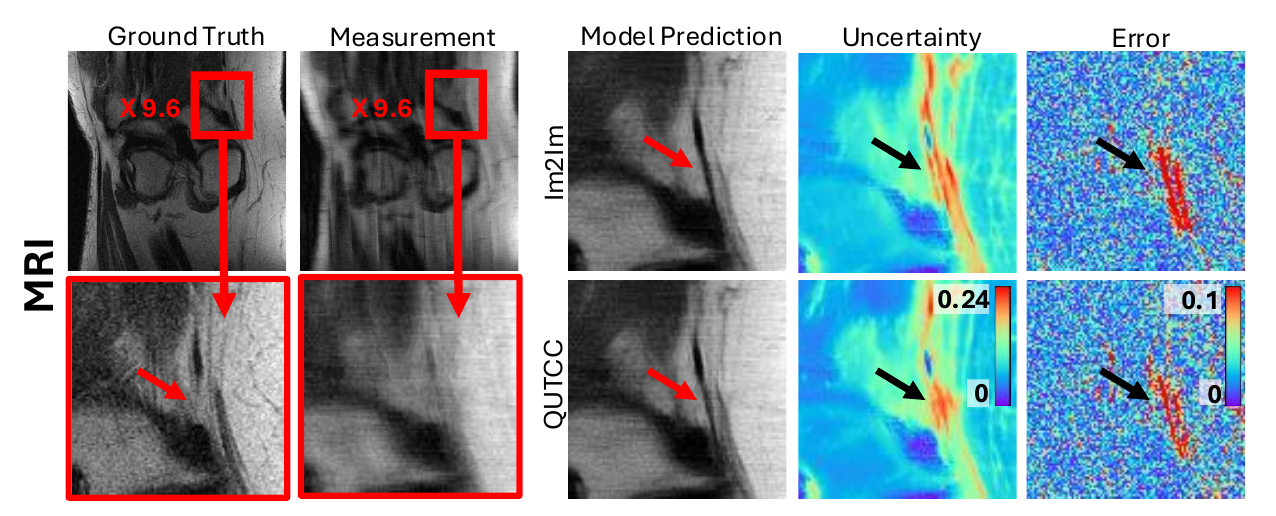 Ground Truth
Measurement
Model Prediction
Uncertainty
Error
X 9.6
X 9.6
MRI
Im2Im
QUTCC
0.24
0
0.1
0